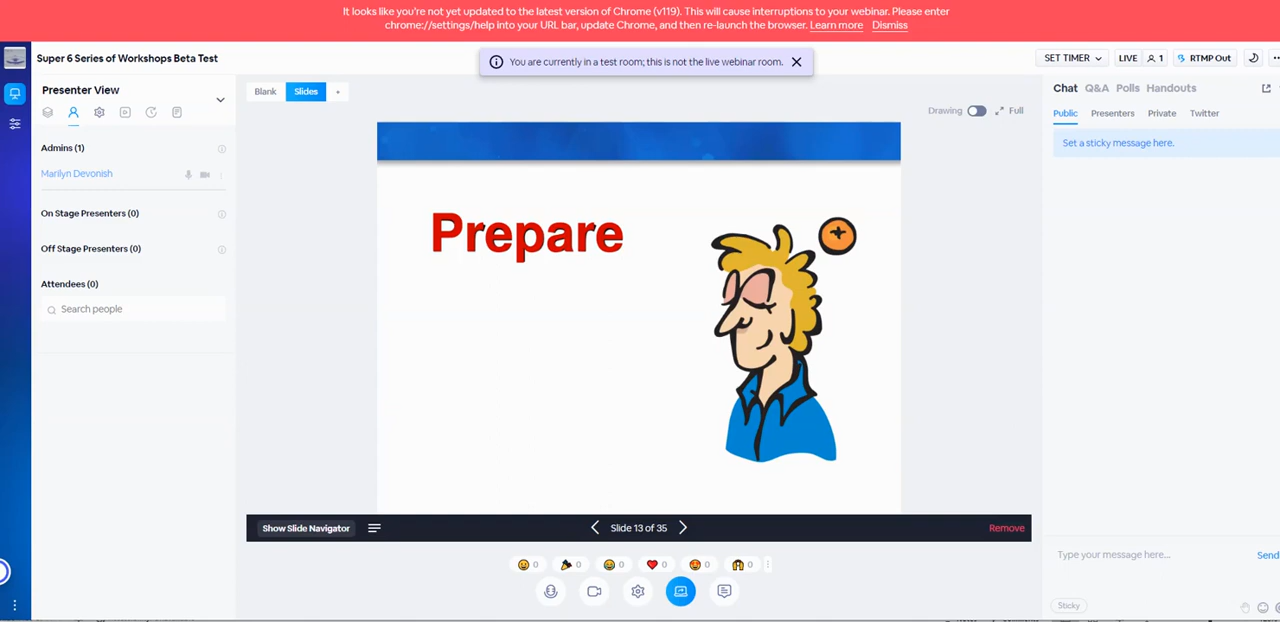 It looks like you're not yet updated to the latest version of Chrome (v119). This will cause interruptions to your webinar. Please enter
chrome://settings/help into your URL bar, update Chrome, and then re-launch the browser. Learn more Dismiss
Super 6 Series of Workshops Beta Test
You are currently in a test room; this is not the live webinar room.
SET TIMER
LIVE
1
RTMP Out
Presenter View
Admins (1)
Marilyn Devonish
On Stage Presenters (0)
Off Stage Presenters (0)
Attendees (0)
Search people
Blank
Slides
+
Drawing
Full
Prepare
Show Slide Navigator
Slide 13 of 35
Remove
0 0 0 0 0 0
Chat Q&A Polls Handouts
Public Presenters Private Twitter
Set a sticky message here.
Type your message here...
Send
Sticky